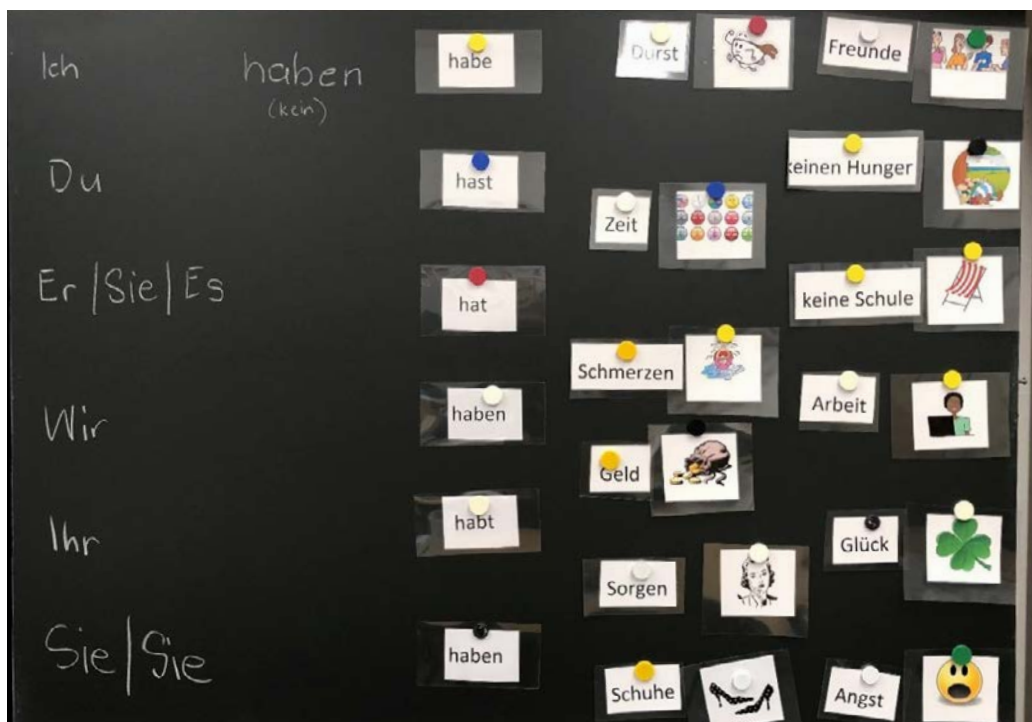 Ich
haben
(kein)
Du
Er | Sie | Es
Wir
Ihr
Sie | Sie
habe
hast
hat
haben
habt
haben
Durst
Zeit
Schmerzen
Geld
Sorgen
Schuhe
Freunde
keinen Hunger
keine Schule
Arbeit
Glück
Angst